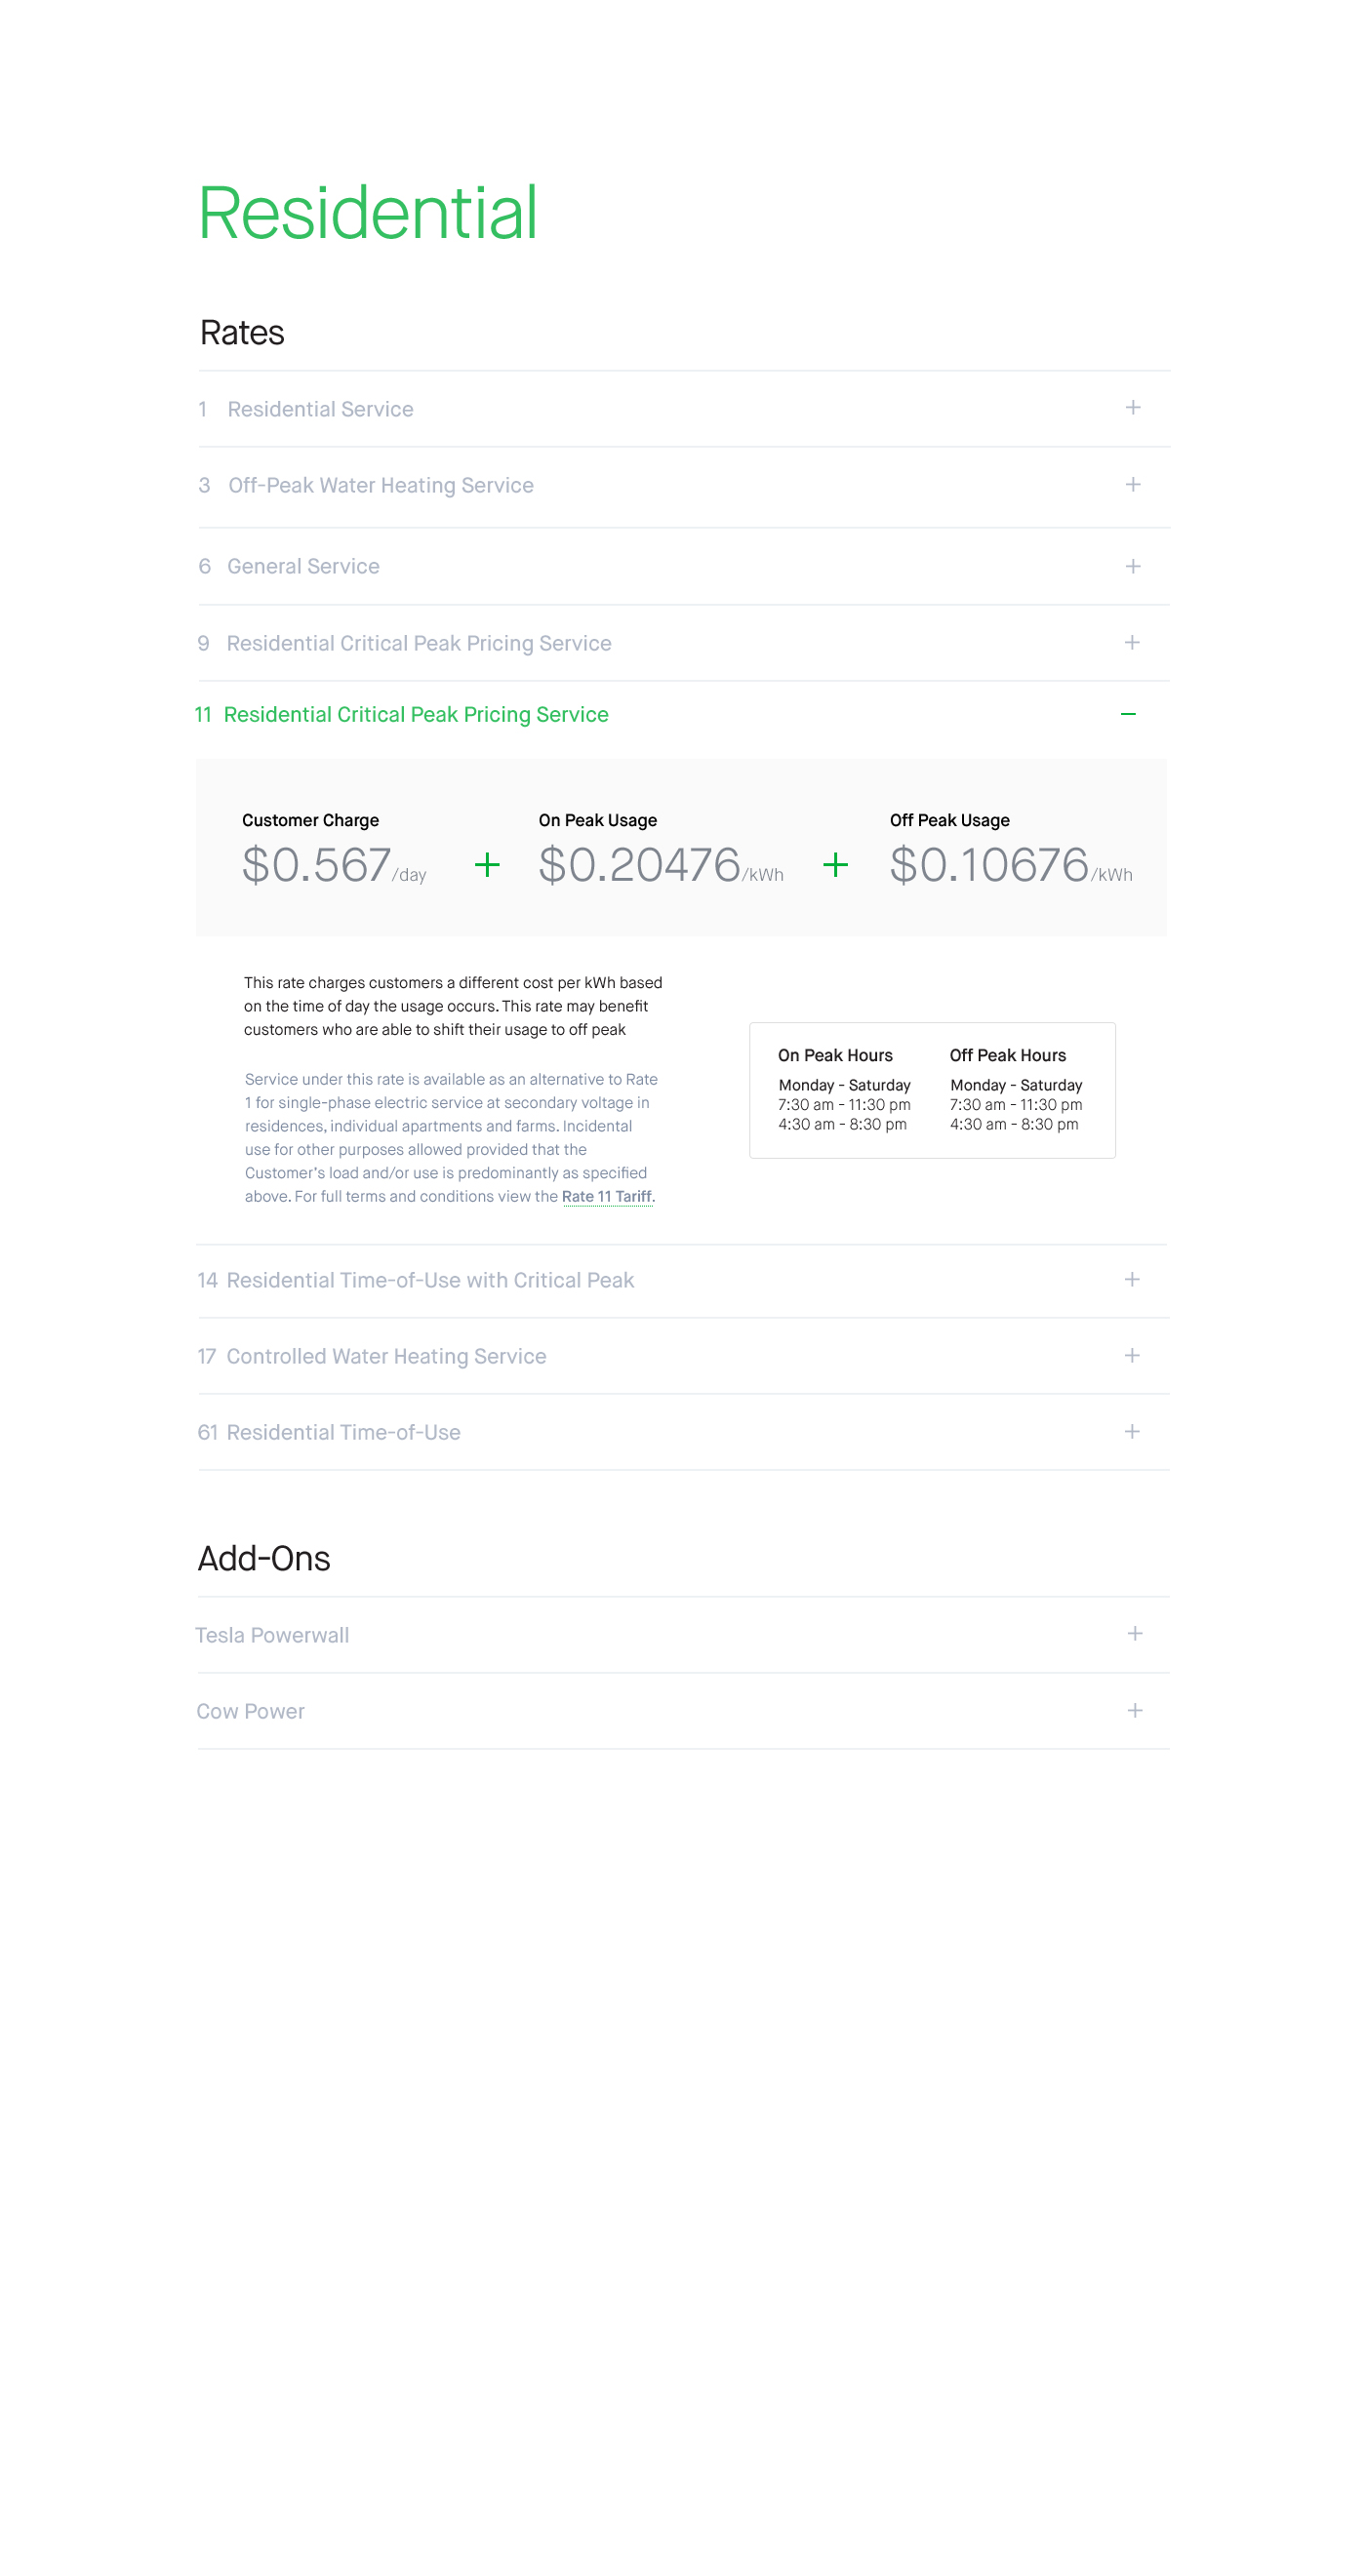 Residential
Rates
1 Residential Service +
3 Off-Peak Water Heating Service +
6 General Service +
9 Residential Critical Peak Pricing Service +
11 Residential Critical Peak Pricing Service −
Customer Charge On Peak Usage Off Peak Usage
$0.567/day + $0.20476/kWh + $0.10676/kWh
This rate charges customers a different cost per kWh based
on the time of day the usage occurs. This rate may benefit
customers who are able to shift their usage to off peak
Service under this rate is available as an alternative to Rate
1 for single-phase electric service at secondary voltage in
residences, individual apartments and farms. Incidental
use for other purposes allowed provided that the
Customer's load and/or use is predominantly as specified
above. For full terms and conditions view the Rate 11 Tariff.
On Peak Hours
Monday - Saturday
7:30 am - 11:30 pm
4:30 am - 8:30 pm
Off Peak Hours
Monday - Saturday
7:30 am - 11:30 pm
4:30 am - 8:30 pm
14 Residential Time-of-Use with Critical Peak +
17 Controlled Water Heating Service +
61 Residential Time-of-Use +
Add-Ons
Tesla Powerwall +
Cow Power +